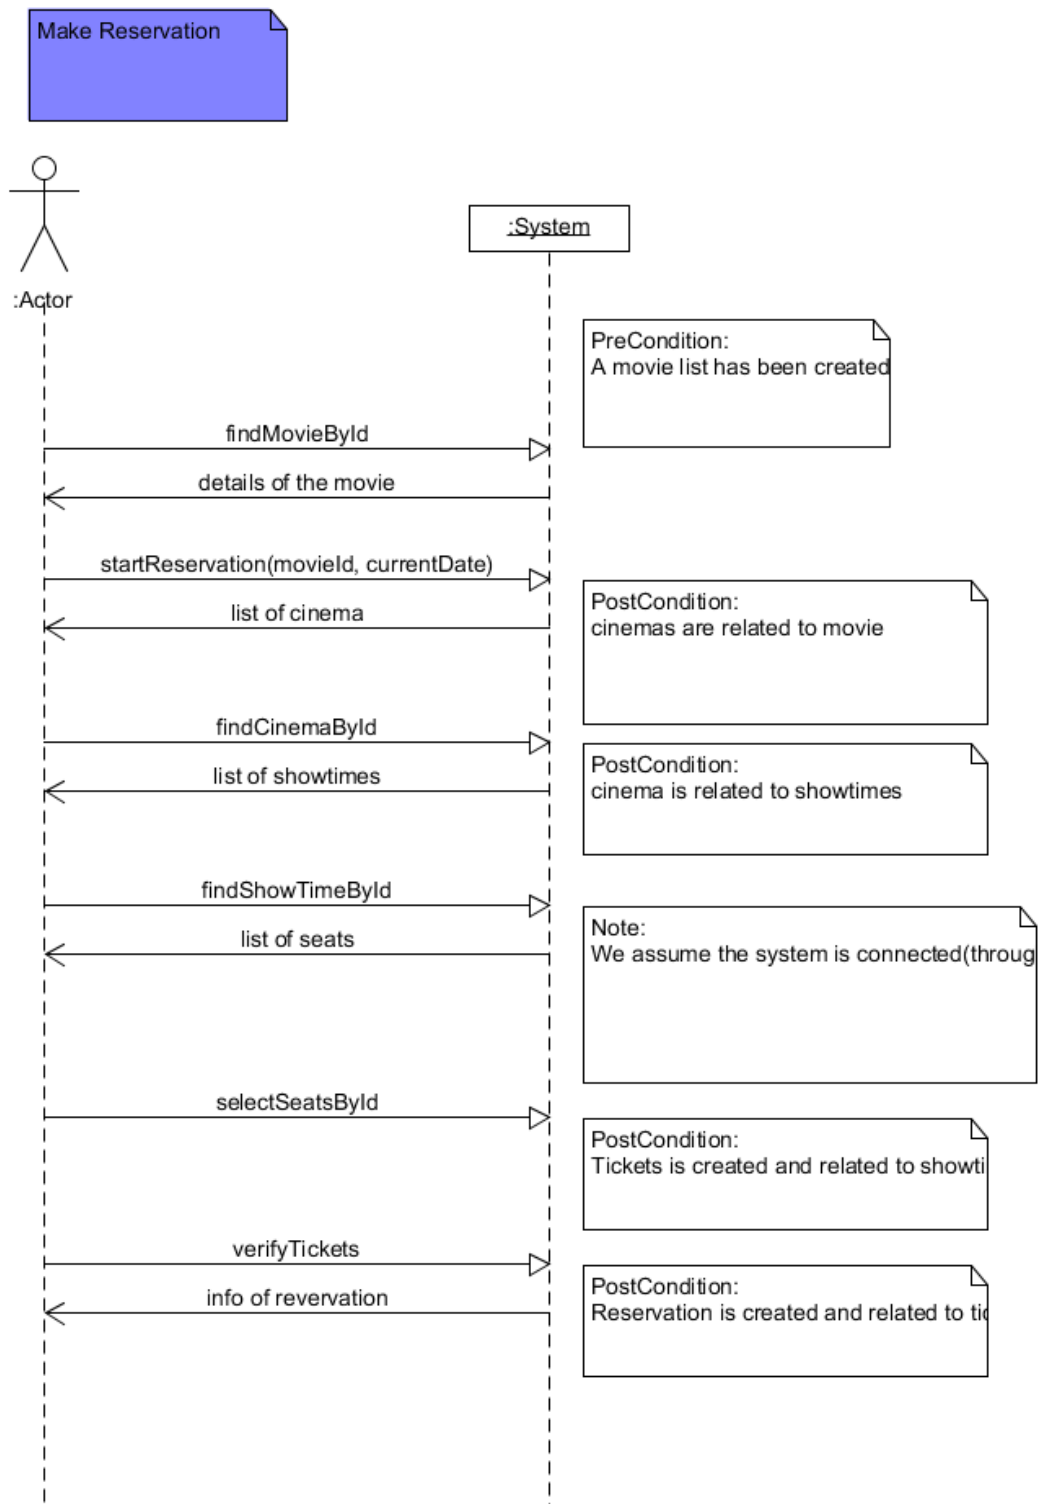 Make Reservation
:System
:Actor
PreCondition:
A movie list has been created
findMovieById
details of the movie
startReservation(movieId, currentDate)
PostCondition:
cinemas are related to movie
list of cinema
findCinemaById
PostCondition:
cinema is related to showtimes
list of showtimes
findShowTimeById
Note:
We assume the system is connected(throug
list of seats
selectSeatsById
PostCondition:
Tickets is created and related to showti
verifyTickets
PostCondition:
Reservation is created and related to
info of revervation